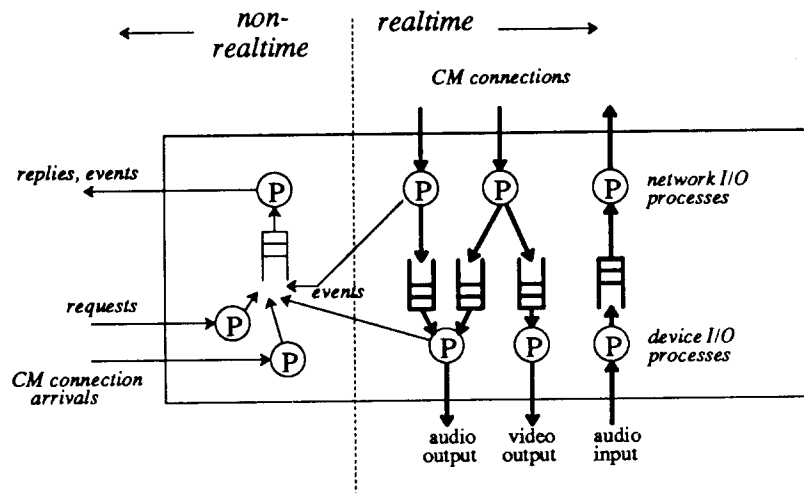 non-
realtime
realtime
CM connections
replies, events
P
P
P
P
network I/O
processes
events
requests
P
P
P
P
P
device I/O
processes
CM connection
arrivals
audio
output
video
output
audio
input